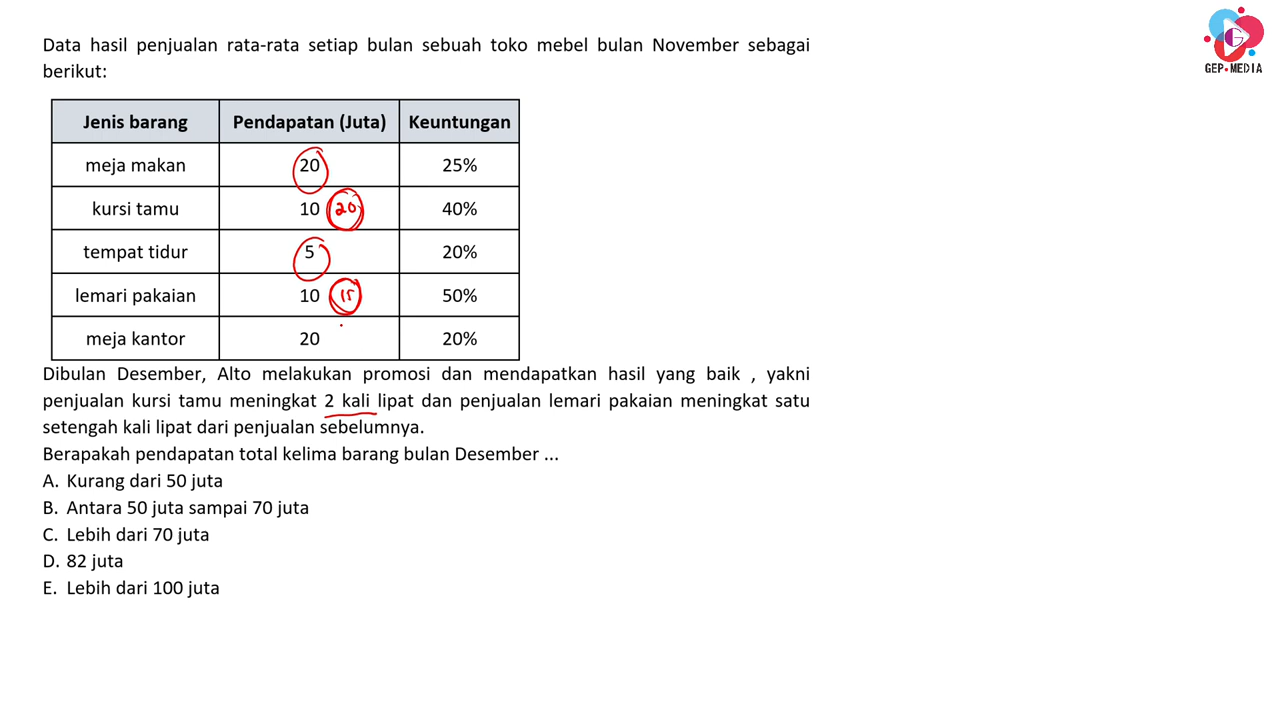 GEP•MEDIA
Data hasil penjualan rata-rata setiap bulan sebuah toko mebel bulan November sebagai
berikut:
Jenis barang Pendapatan (Juta) Keuntungan
meja makan 20 25%
kursi tamu 10 20 40%
tempat tidur 5 20%
lemari pakaian 10 15 50%
meja kantor 20 20%
Dibulan Desember, Alto melakukan promosi dan mendapatkan hasil yang baik , yakni
penjualan kursi tamu meningkat 2 kali lipat dan penjualan lemari pakaian meningkat satu
setengah kali lipat dari penjualan sebelumnya.
Berapakah pendapatan total kelima barang bulan Desember ...
A. Kurang dari 50 juta
B. Antara 50 juta sampai 70 juta
C. Lebih dari 70 juta
D. 82 juta
E. Lebih dari 100 juta